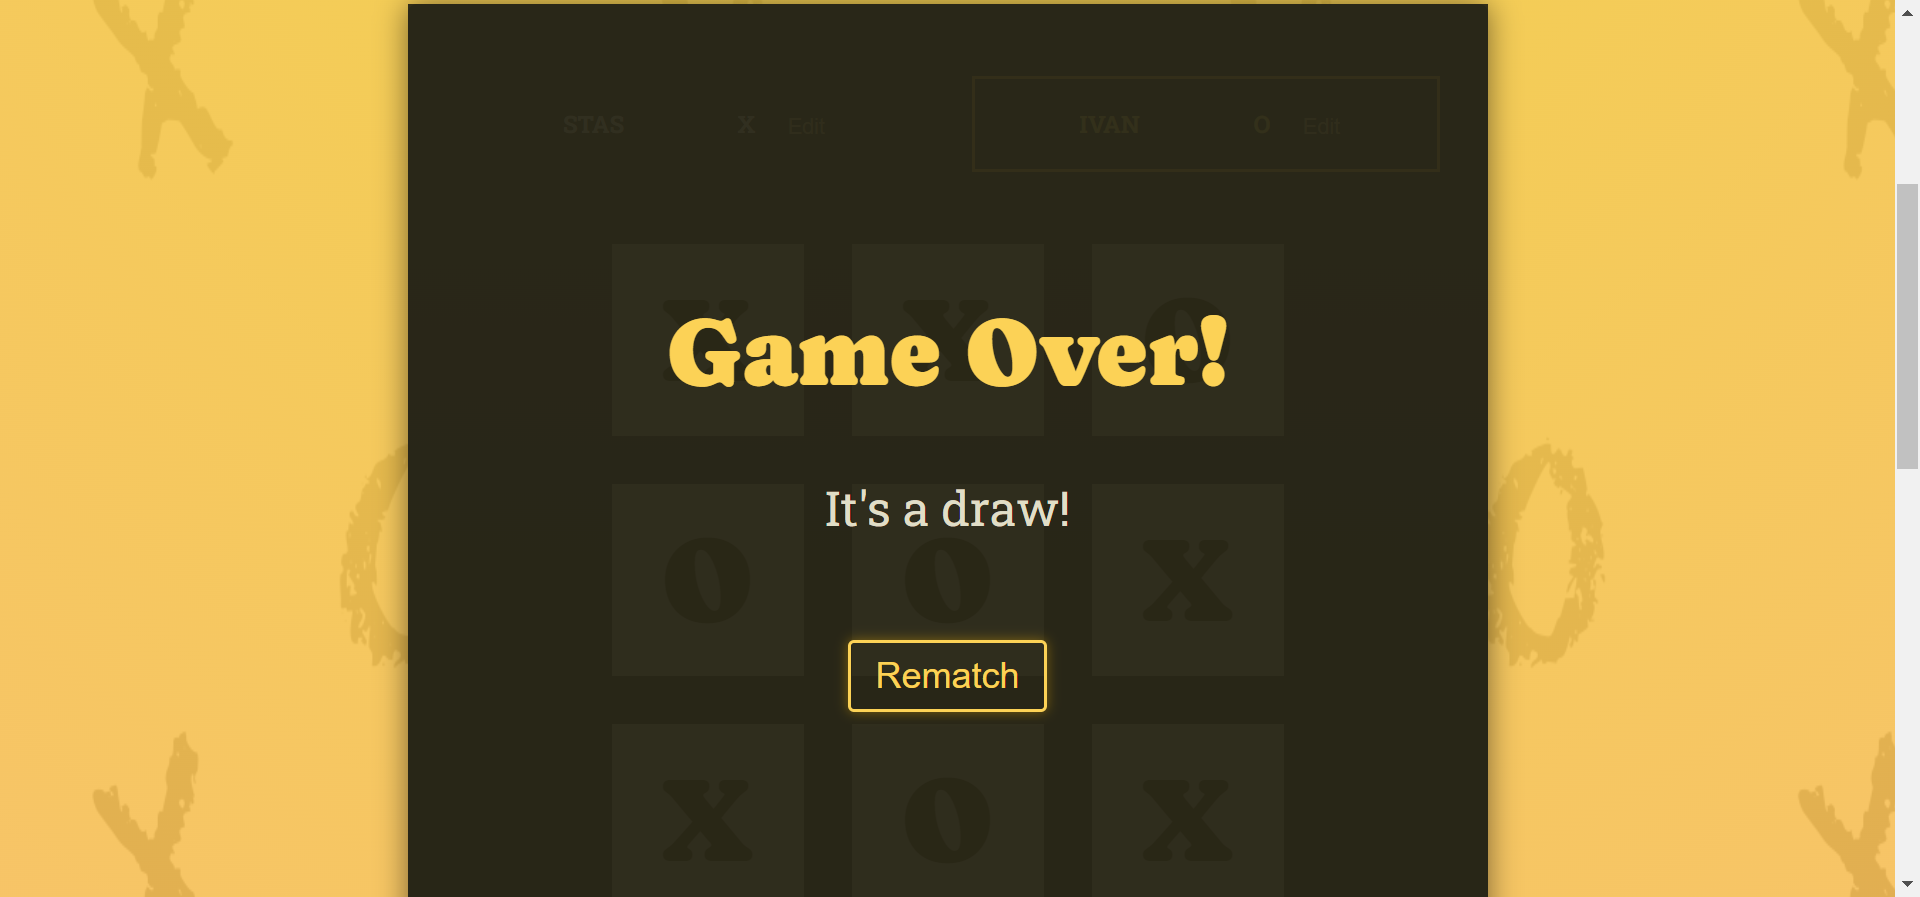 STAS X Edit IVAN O Edit
X X O
Game Over!
It's a draw!
O O X
Rematch
X O X